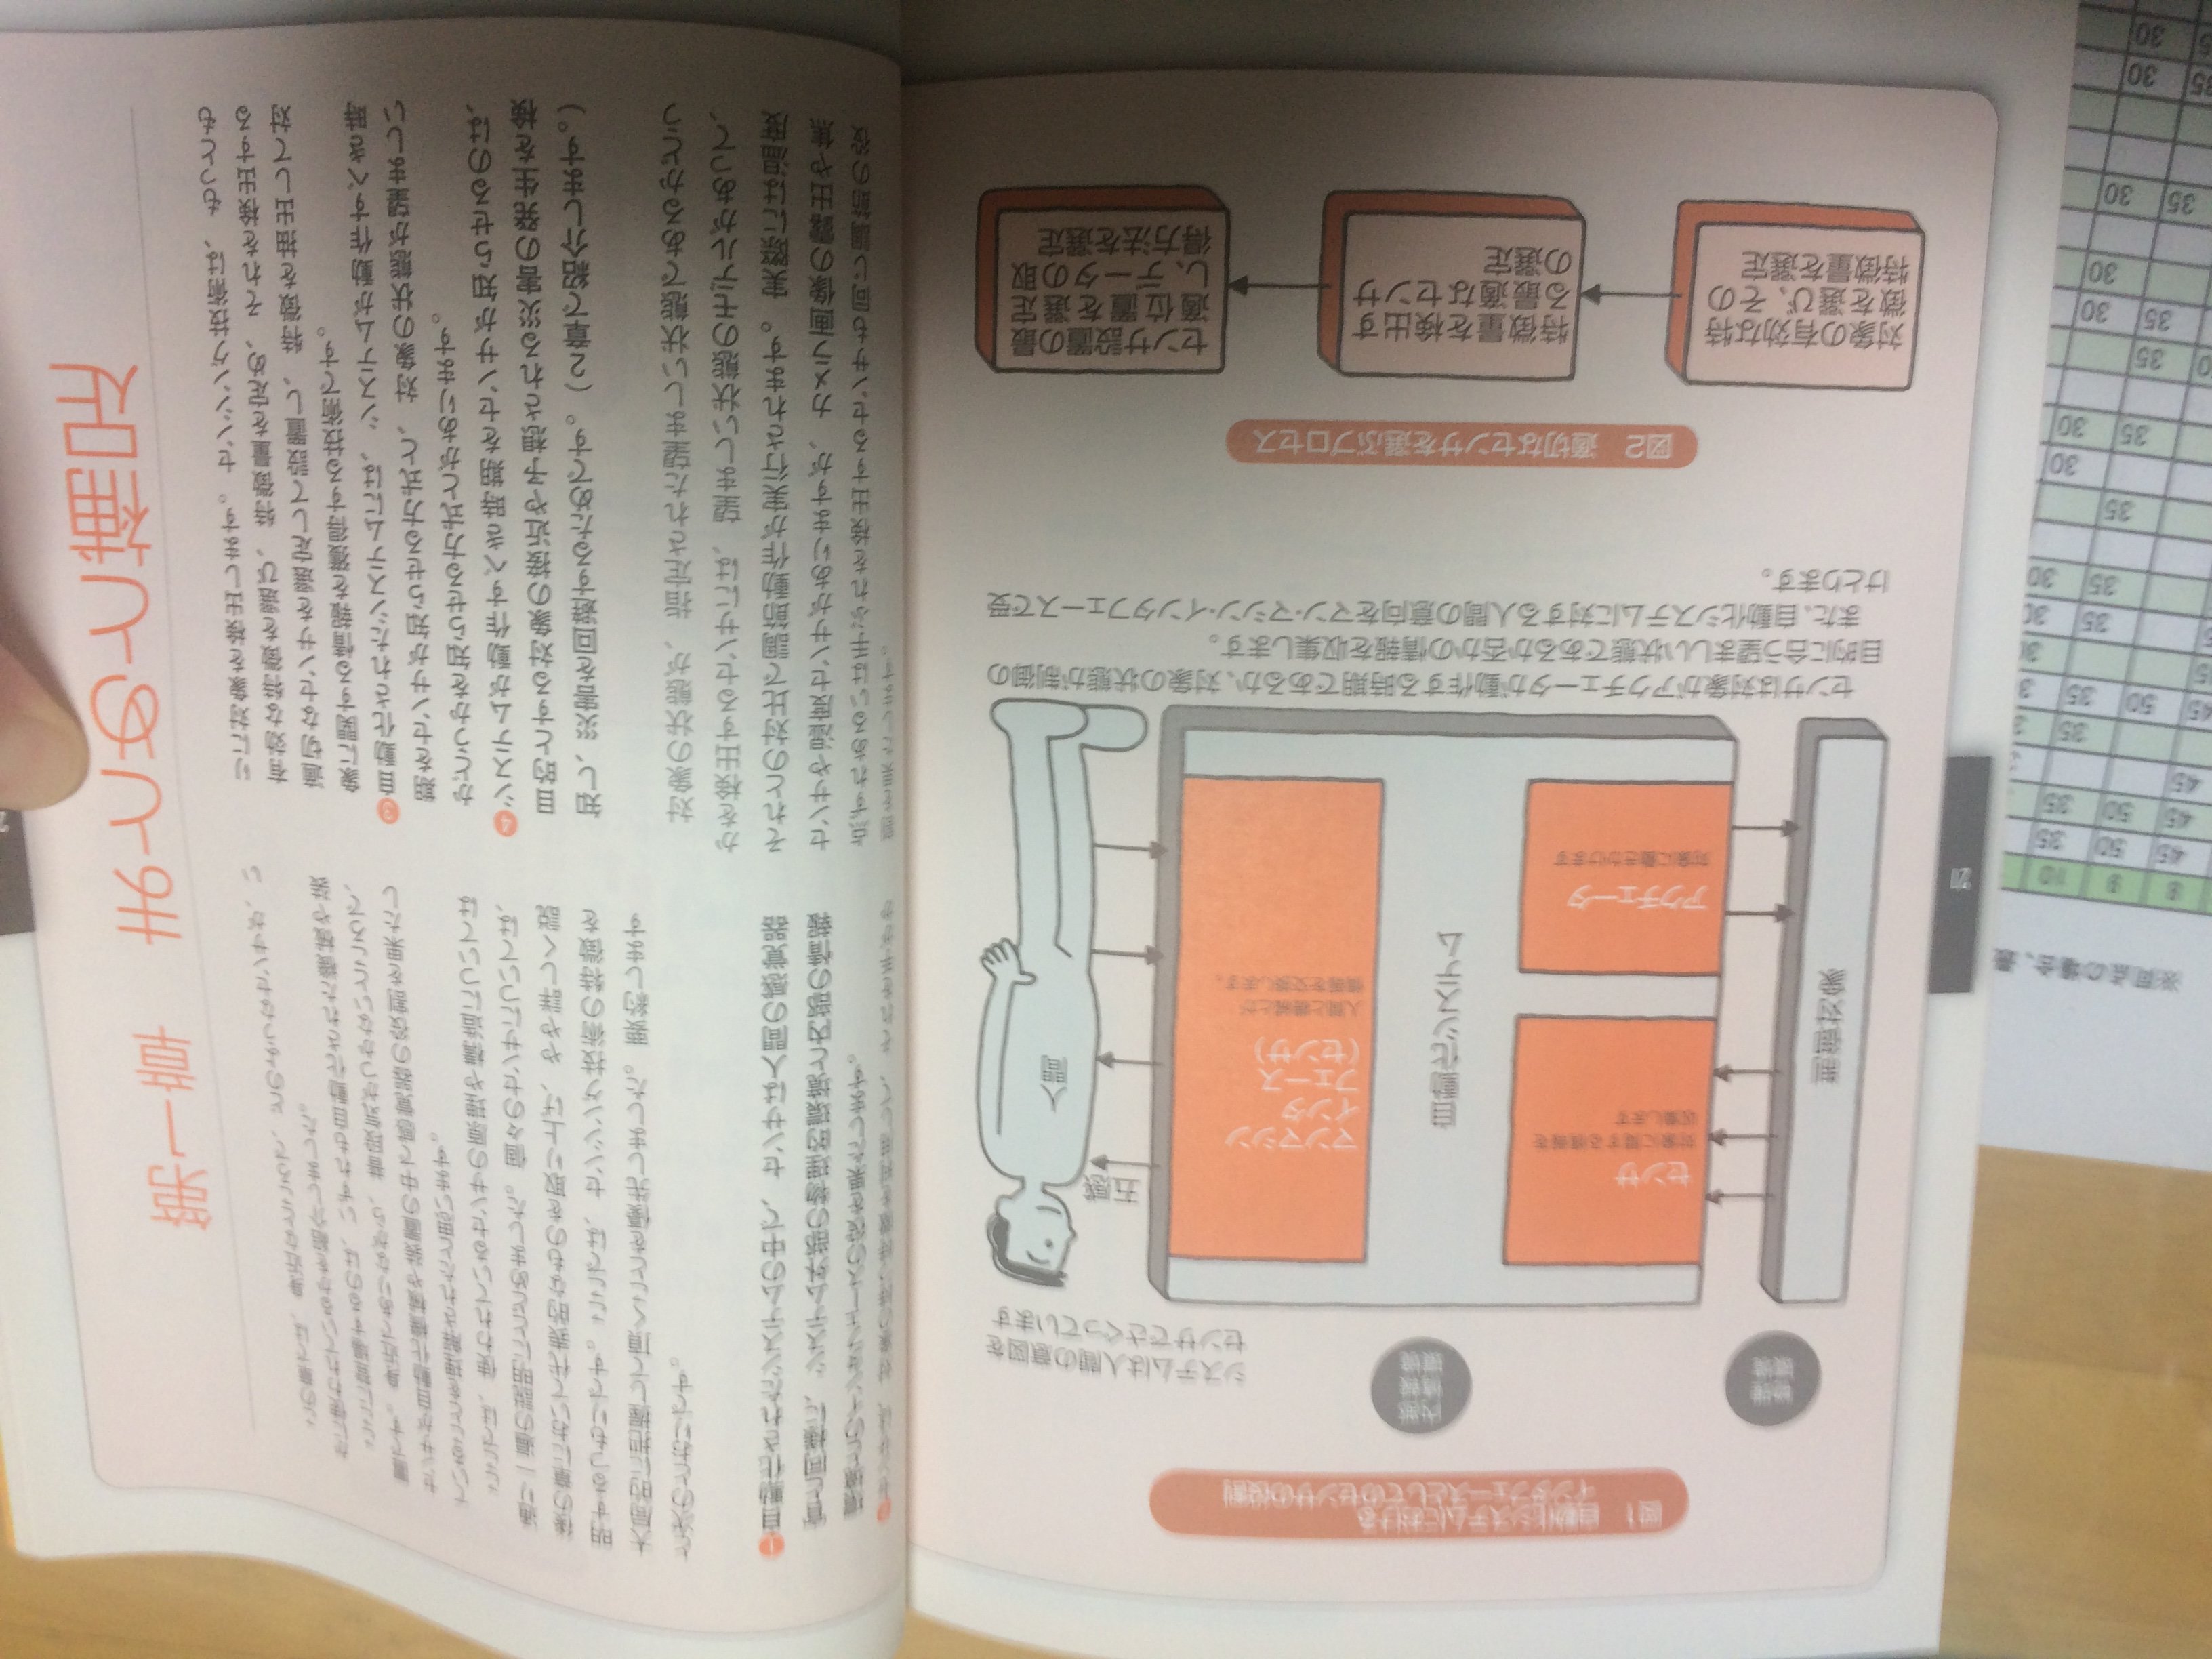 第1章　まとめと補足
この章では、身近なところで、どのようなセンサが、い
かに使われているかを紹介しました。
ここに登場するのは、いずれも自動化された機械や装
置です。身近でありながら、普段気がつかないところで、
センサが自動化機械や装置の中で感覚器の役割を果たし
ていることを理解されたと思います。
ここでは、使われているセンサの原理や構造については
通り一遍の説明にとどめました。個々のセンサについては、
後の章において代表的なものを取り上げ、やや詳しく説
明するつもりです。ここでは、センシング技術の特徴を
大局的に把握して頂くことを優先しました。要約します
と次のとおりです。
❶自動化されたシステムの中で、センサは人間の感覚器
官と同様に、システム外部の物理的環境と内部の情報
環境とのインタフェースの役を果たします。
センサは、対象の持つ特徴を利用して、それを手がか
りに対象を検出します。センシング技術は、もっとも
有効な特徴を選び、特徴量を定め、それを検出する
適切なセンサを選定して設置し、特徴を抽出して対
象に関する情報を獲得する技術です。
❸自動化されたシステムには、システムが動作すべき時
期をセンサが知らせる方式と、対象の状態が望ましい
かどうかを知らせる方式とがあります。
❹システムが動作すべき時期をセンサが知らせるのは、
目的とする対象の接近や予想される災害の発生を検
知し、災害を回避するためです。（2章で紹介します。）
対象の状態が、指定された望ましい状態であるかどう
かを検出するセンサには、望ましい状態のモデルがあって、
それとの対比で調節動作が実行されます。実際には温度
センサや湿度センサがありますが、カメラ画像の露出や焦
点ずれあるいは手ぶれを検出するセンサも同じ調節の役
割を果たします。
図1　自動化システムにおける
インタフェースとしてのセンサの役割
物理
環境
内部
情報
環境
システムは人間の意図を
センサでさぐっています
制御対象
センサ
対象に関する情報を
収集します
アクチェータ
対象に働きかけます
自動化システム
マンマシン
インタ
フェース
（センサ）
人間と機械とが
情報を交換します。
五感
人間
センサは対象がアクチェータが動作する時期であるか、対象の状態が制御の
目的に合う望ましい状態であるか否かの情報を収集します。
また、自動化システムに対する人間の意向をマン・マシン・インタフェースで受
けとります。
図2　適切なセンサを選ぶプロセス
対象の有効な特
徴を選び、その
特徴量を選定
特徴量を検出す
る最適なセンサ
の選定
センサ設置の最
適位置を選定
し、データの取
得方法を選定
21
※同点の場合、最
8 9 10
45 50 35
45 50 35
45
35
45 50 35
35 30
35 30
35
30
35 30
35
35 30
30
35 30
35 30
30